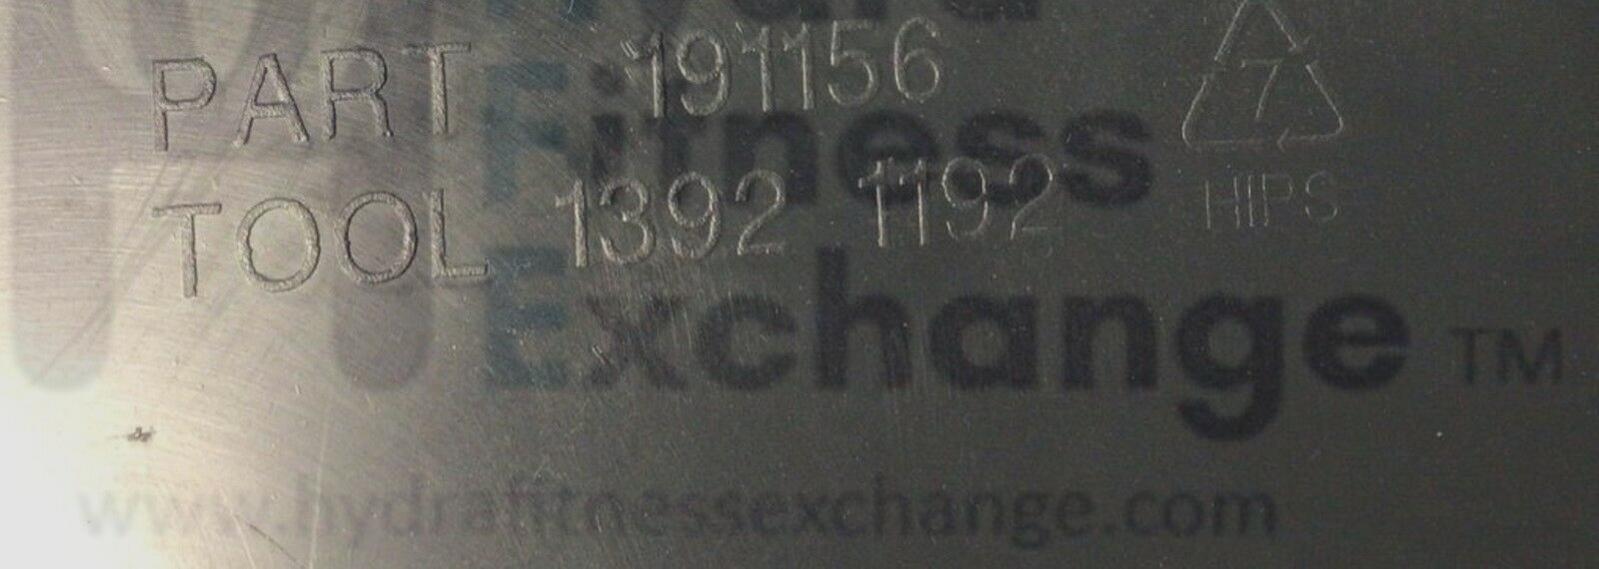 PART 191156
7
TOOL 1392 1192
HIPS
Fitness
Exchange TM
www.hydrafitnessexchange.com